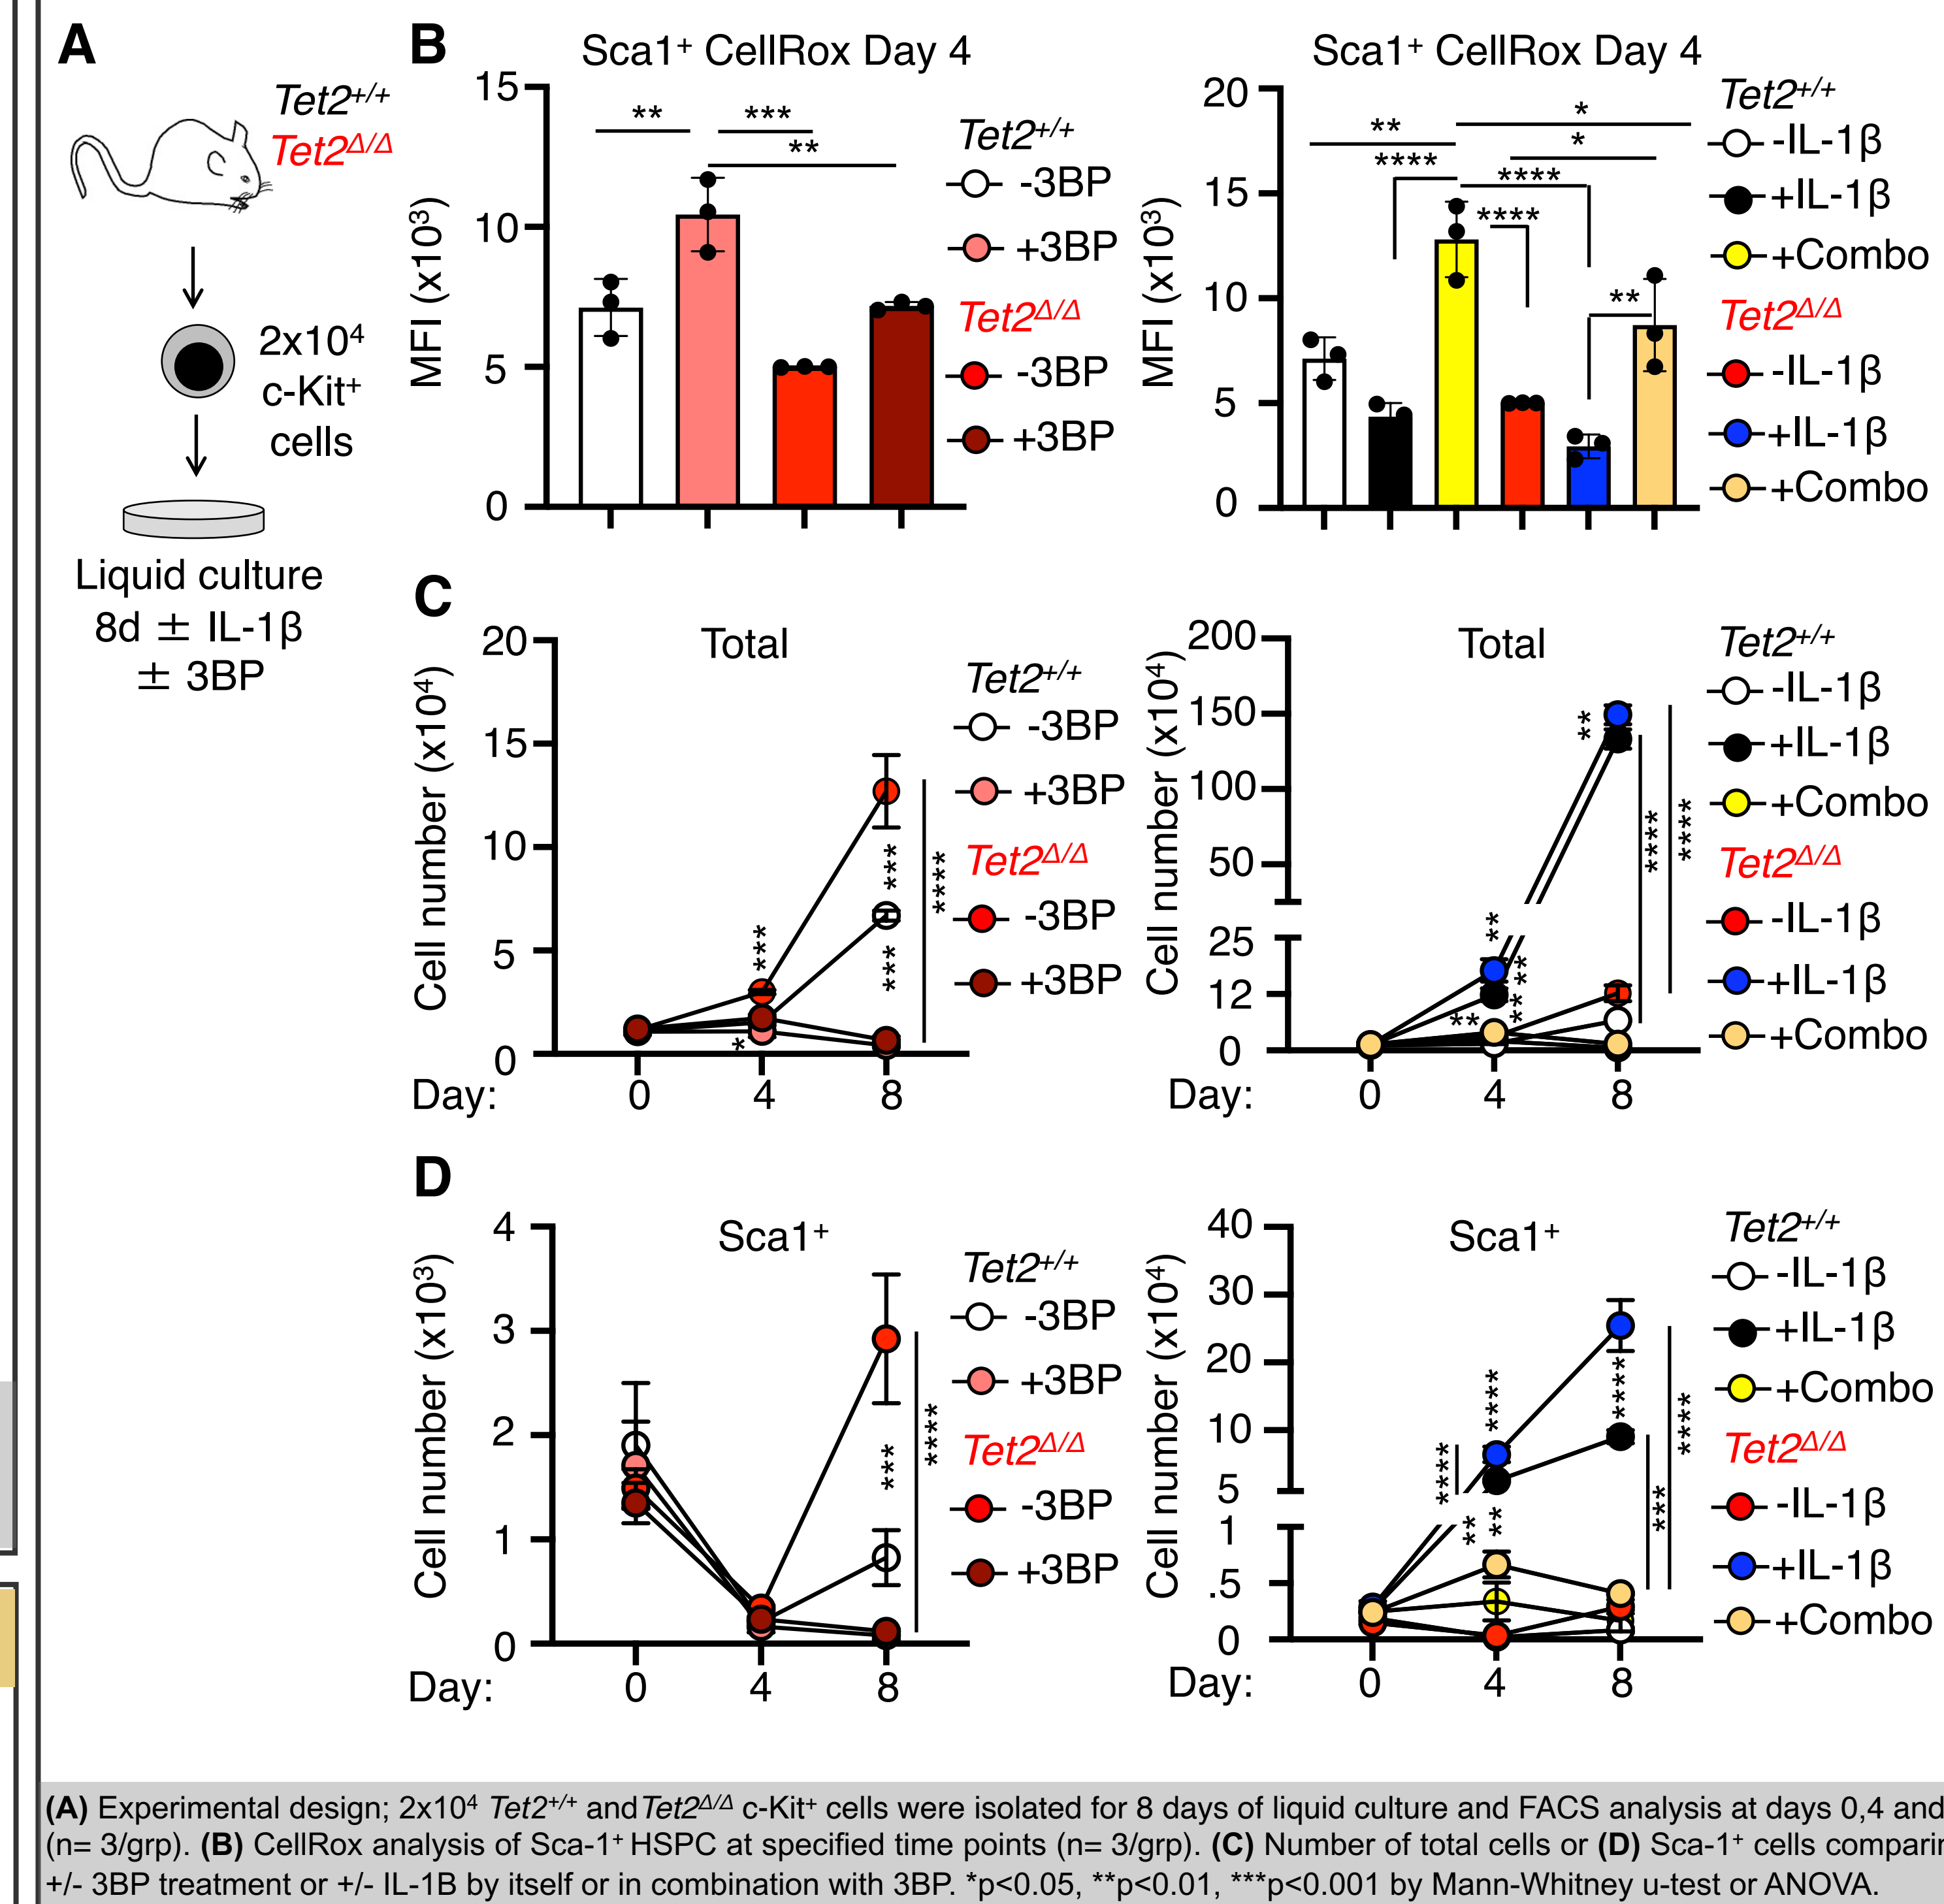 A
Tet2+/+
Tet2Δ/Δ
2x10⁴
c-Kit+
cells
Liquid culture
8d ± IL-1β
± 3BP
B
Sca1+ CellRox Day 4
MFI (x10³)
15
10
5
0
**
***
**
Tet2+/+
-3BP
+3BP
Tet2Δ/Δ
-3BP
+3BP
Sca1+ CellRox Day 4
MFI (x10³)
20
15
10
5
0
**
*
*
****
****
****
**
Tet2+/+
-IL-1β
+IL-1β
+Combo
Tet2Δ/Δ
-IL-1β
+IL-1β
+Combo
C
Total
Cell number (x10⁴)
20
15
10
5
0
***
*
***
***
****
Day: 0 4 8
Tet2+/+
-3BP
+3BP
Tet2Δ/Δ
-3BP
+3BP
Total
Cell number (x10⁴)
200
150
100
50
25
12
0
**
**
**
**
**
****
****
Day: 0 4 8
Tet2+/+
-IL-1β
+IL-1β
+Combo
Tet2Δ/Δ
-IL-1β
+IL-1β
+Combo
D
Sca1+
Cell number (x10³)
4
3
2
1
0
***
****
Day: 0 4 8
Tet2+/+
-3BP
+3BP
Tet2Δ/Δ
-3BP
+3BP
Sca1+
Cell number (x10⁴)
40
30
20
10
5
1
.5
0
****
****
**
**
****
***
****
Day: 0 4 8
Tet2+/+
-IL-1β
+IL-1β
+Combo
Tet2Δ/Δ
-IL-1β
+IL-1β
+Combo
(A) Experimental design; 2x10⁴ Tet2+/+ and Tet2Δ/Δ c-Kit+ cells were isolated for 8 days of liquid culture and FACS analysis at days 0,4 and
(n= 3/grp). (B) CellRox analysis of Sca-1+ HSPC at specified time points (n= 3/grp). (C) Number of total cells or (D) Sca-1+ cells comparin
+/- 3BP treatment or +/- IL-1B by itself or in combination with 3BP. *p<0.05, **p<0.01, ***p<0.001 by Mann-Whitney u-test or ANOVA.